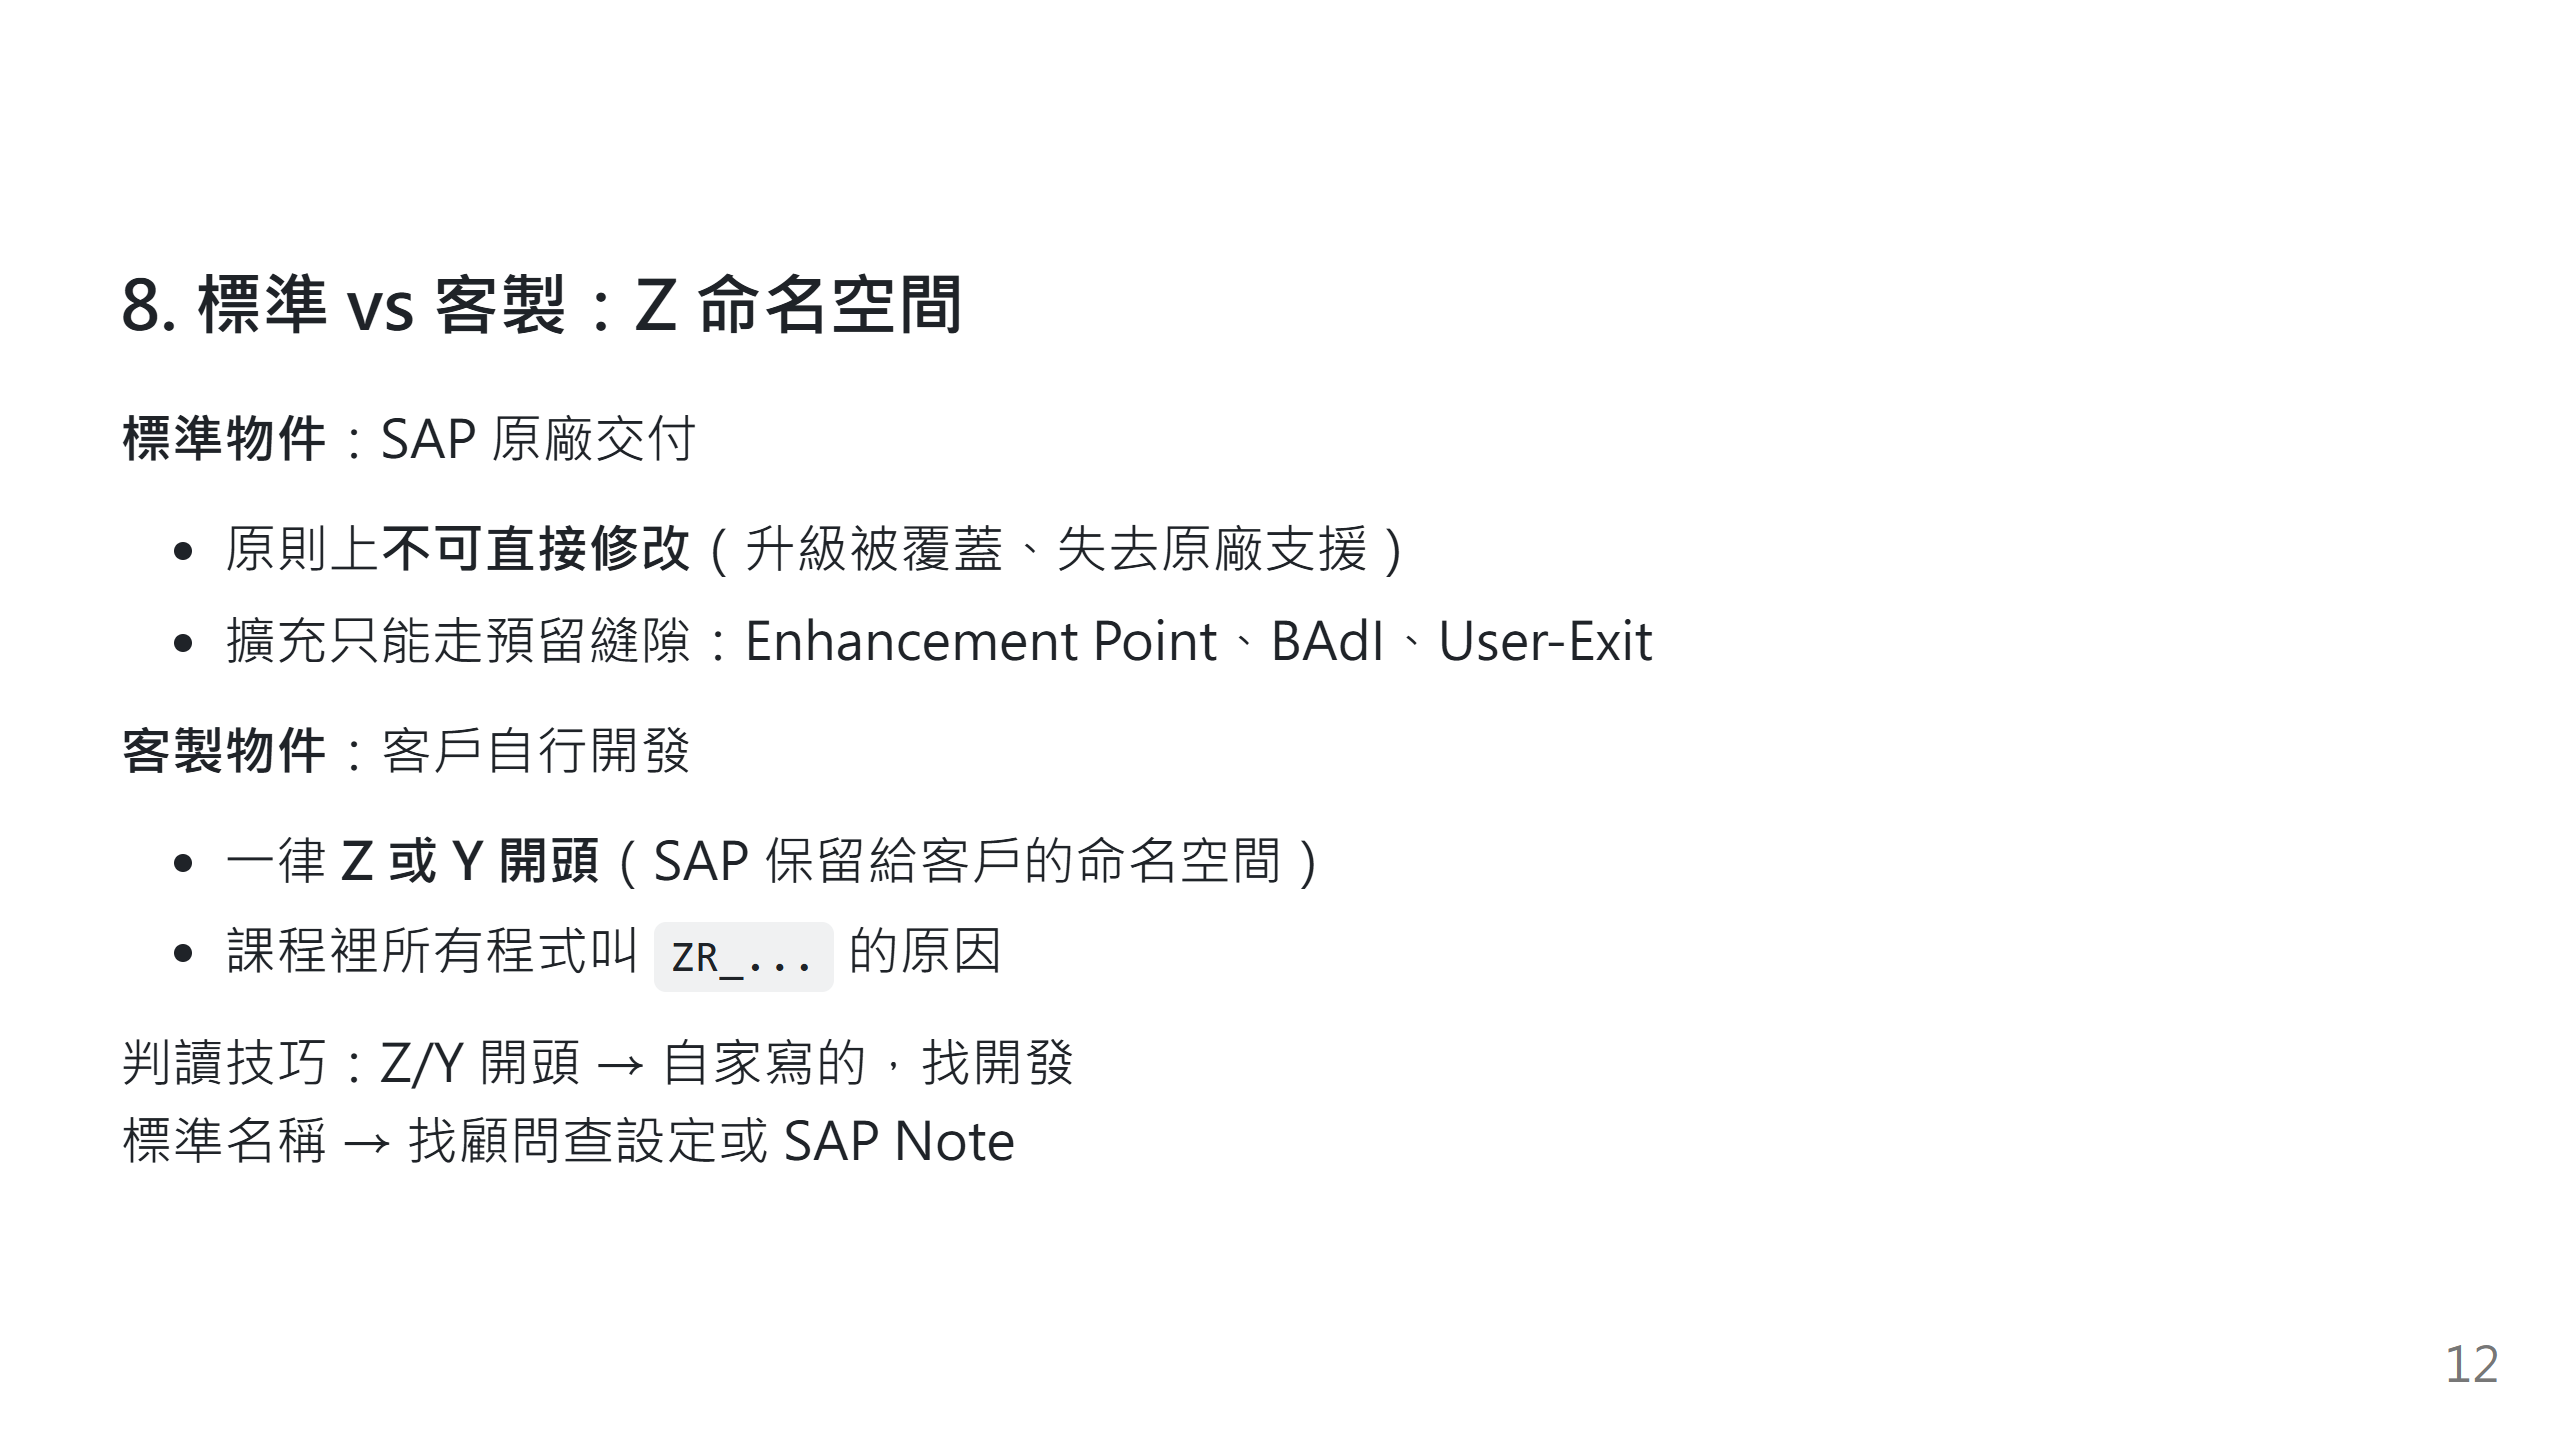 8. 標準 vs 客製：Z 命名空間
標準物件：SAP 原廠交付
• 原則上不可直接修改（升級被覆蓋、失去原廠支援）
• 擴充只能走預留縫隙：Enhancement Point、BAdI、User-Exit
客製物件：客戶自行開發
• 一律 Z 或 Y 開頭（SAP 保留給客戶的命名空間）
• 課程裡所有程式叫 ZR_... 的原因
判讀技巧：Z/Y 開頭 → 自家寫的，找開發
標準名稱 → 找顧問查設定或 SAP Note
12